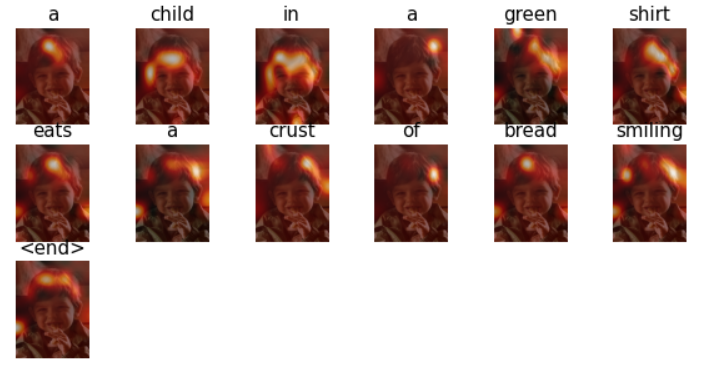 a child in a green shirt
eats a crust of bread smiling
<end>